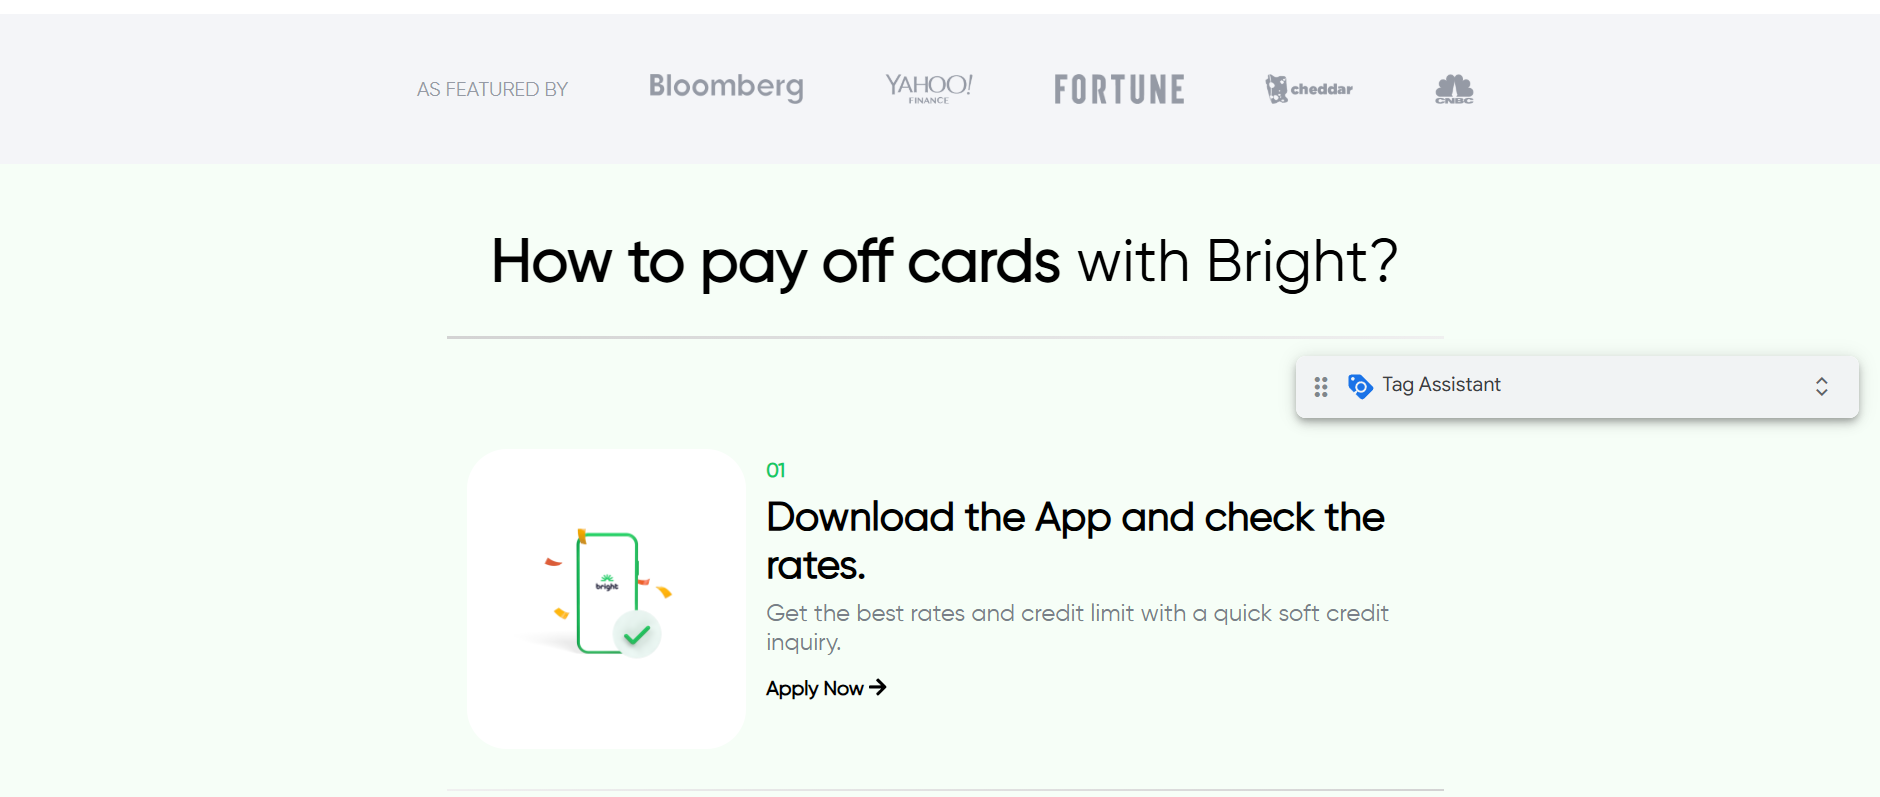 AS FEATURED BY
Bloomberg
YAHOO!
FINANCE
FORTUNE
cheddar
CNBC
How to pay off cards with Bright?
Tag Assistant
bright
01
Download the App and check the
rates.
Get the best rates and credit limit with a quick soft credit
inquiry.
Apply Now →